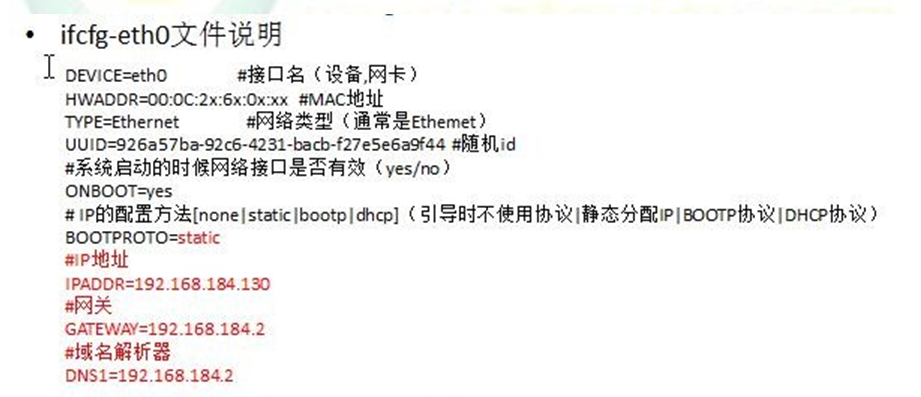 • ifcfg-eth0文件说明
DEVICE=eth0 #接口名（设备,网卡）
HWADDR=00:0C:2x:6x:0x:xx #MAC地址
TYPE=Ethernet #网络类型（通常是Ethemet）
UUID=926a57ba-92c6-4231-bacb-f27e5e6a9f44 #随机id
#系统启动的时候网络接口是否有效（yes/no）
ONBOOT=yes
# IP的配置方法[none|static|bootp|dhcp]（引导时不使用协议|静态分配IP|BOOTP协议|DHCP协议）
BOOTPROTO=static
#IP地址
IPADDR=192.168.184.130
#网关
GATEWAY=192.168.184.2
#域名解析器
DNS1=192.168.184.2